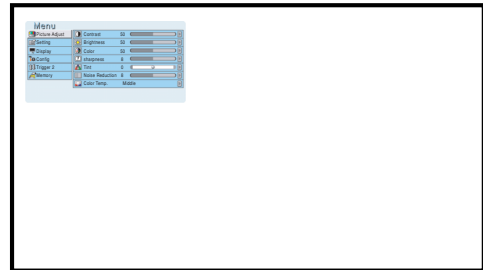 Menu
Picture Adjust
Setting
Display
Config
Trigger 2
Memory
Contrast 50
Brightness 50
Color 50
sharpness 8
Tint 0
Noise Reduction 8
Color Temp. Middle